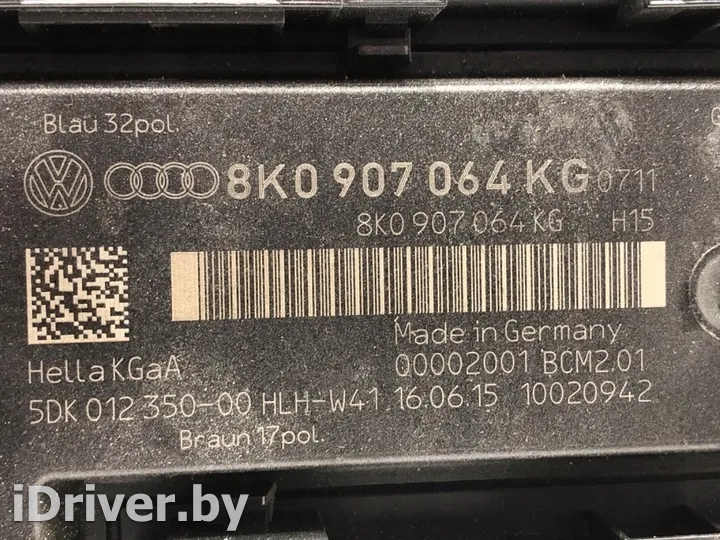 Blau 32pol.
8K0 907 064 KG 0711
8K0 907 064 KG H15
Made in Germany
Hella KGaA
00002001 BCM2.01
5DK 012 350-00 HLH-W41 16.06.15 10020942
Braun 17pol.
iDriver.by